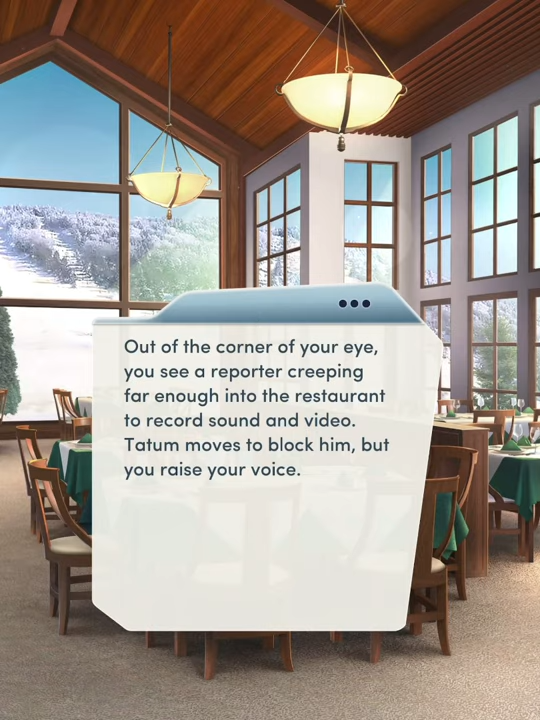 Out of the corner of your eye,
you see a reporter creeping
far enough into the restaurant
to record sound and video.
Tatum moves to block him, but
you raise your voice.